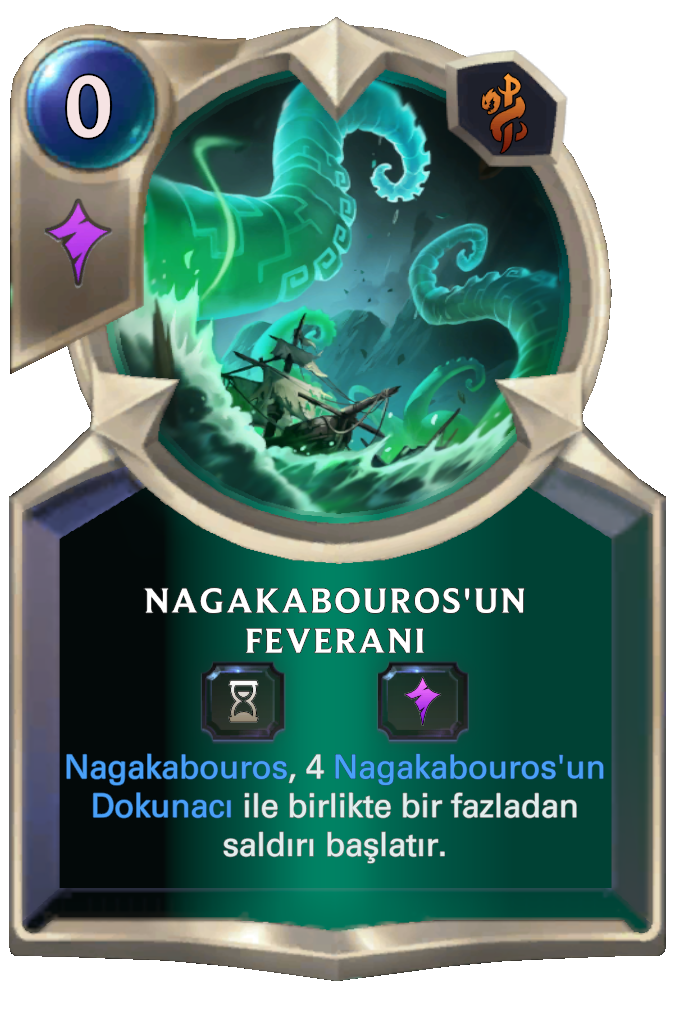 0
NAGAKABOUROS'UN
FEVERANI
Nagakabouros, 4 Nagakabouros'un
Dokunacı ile birlikte bir fazladan
saldırı başlatır.